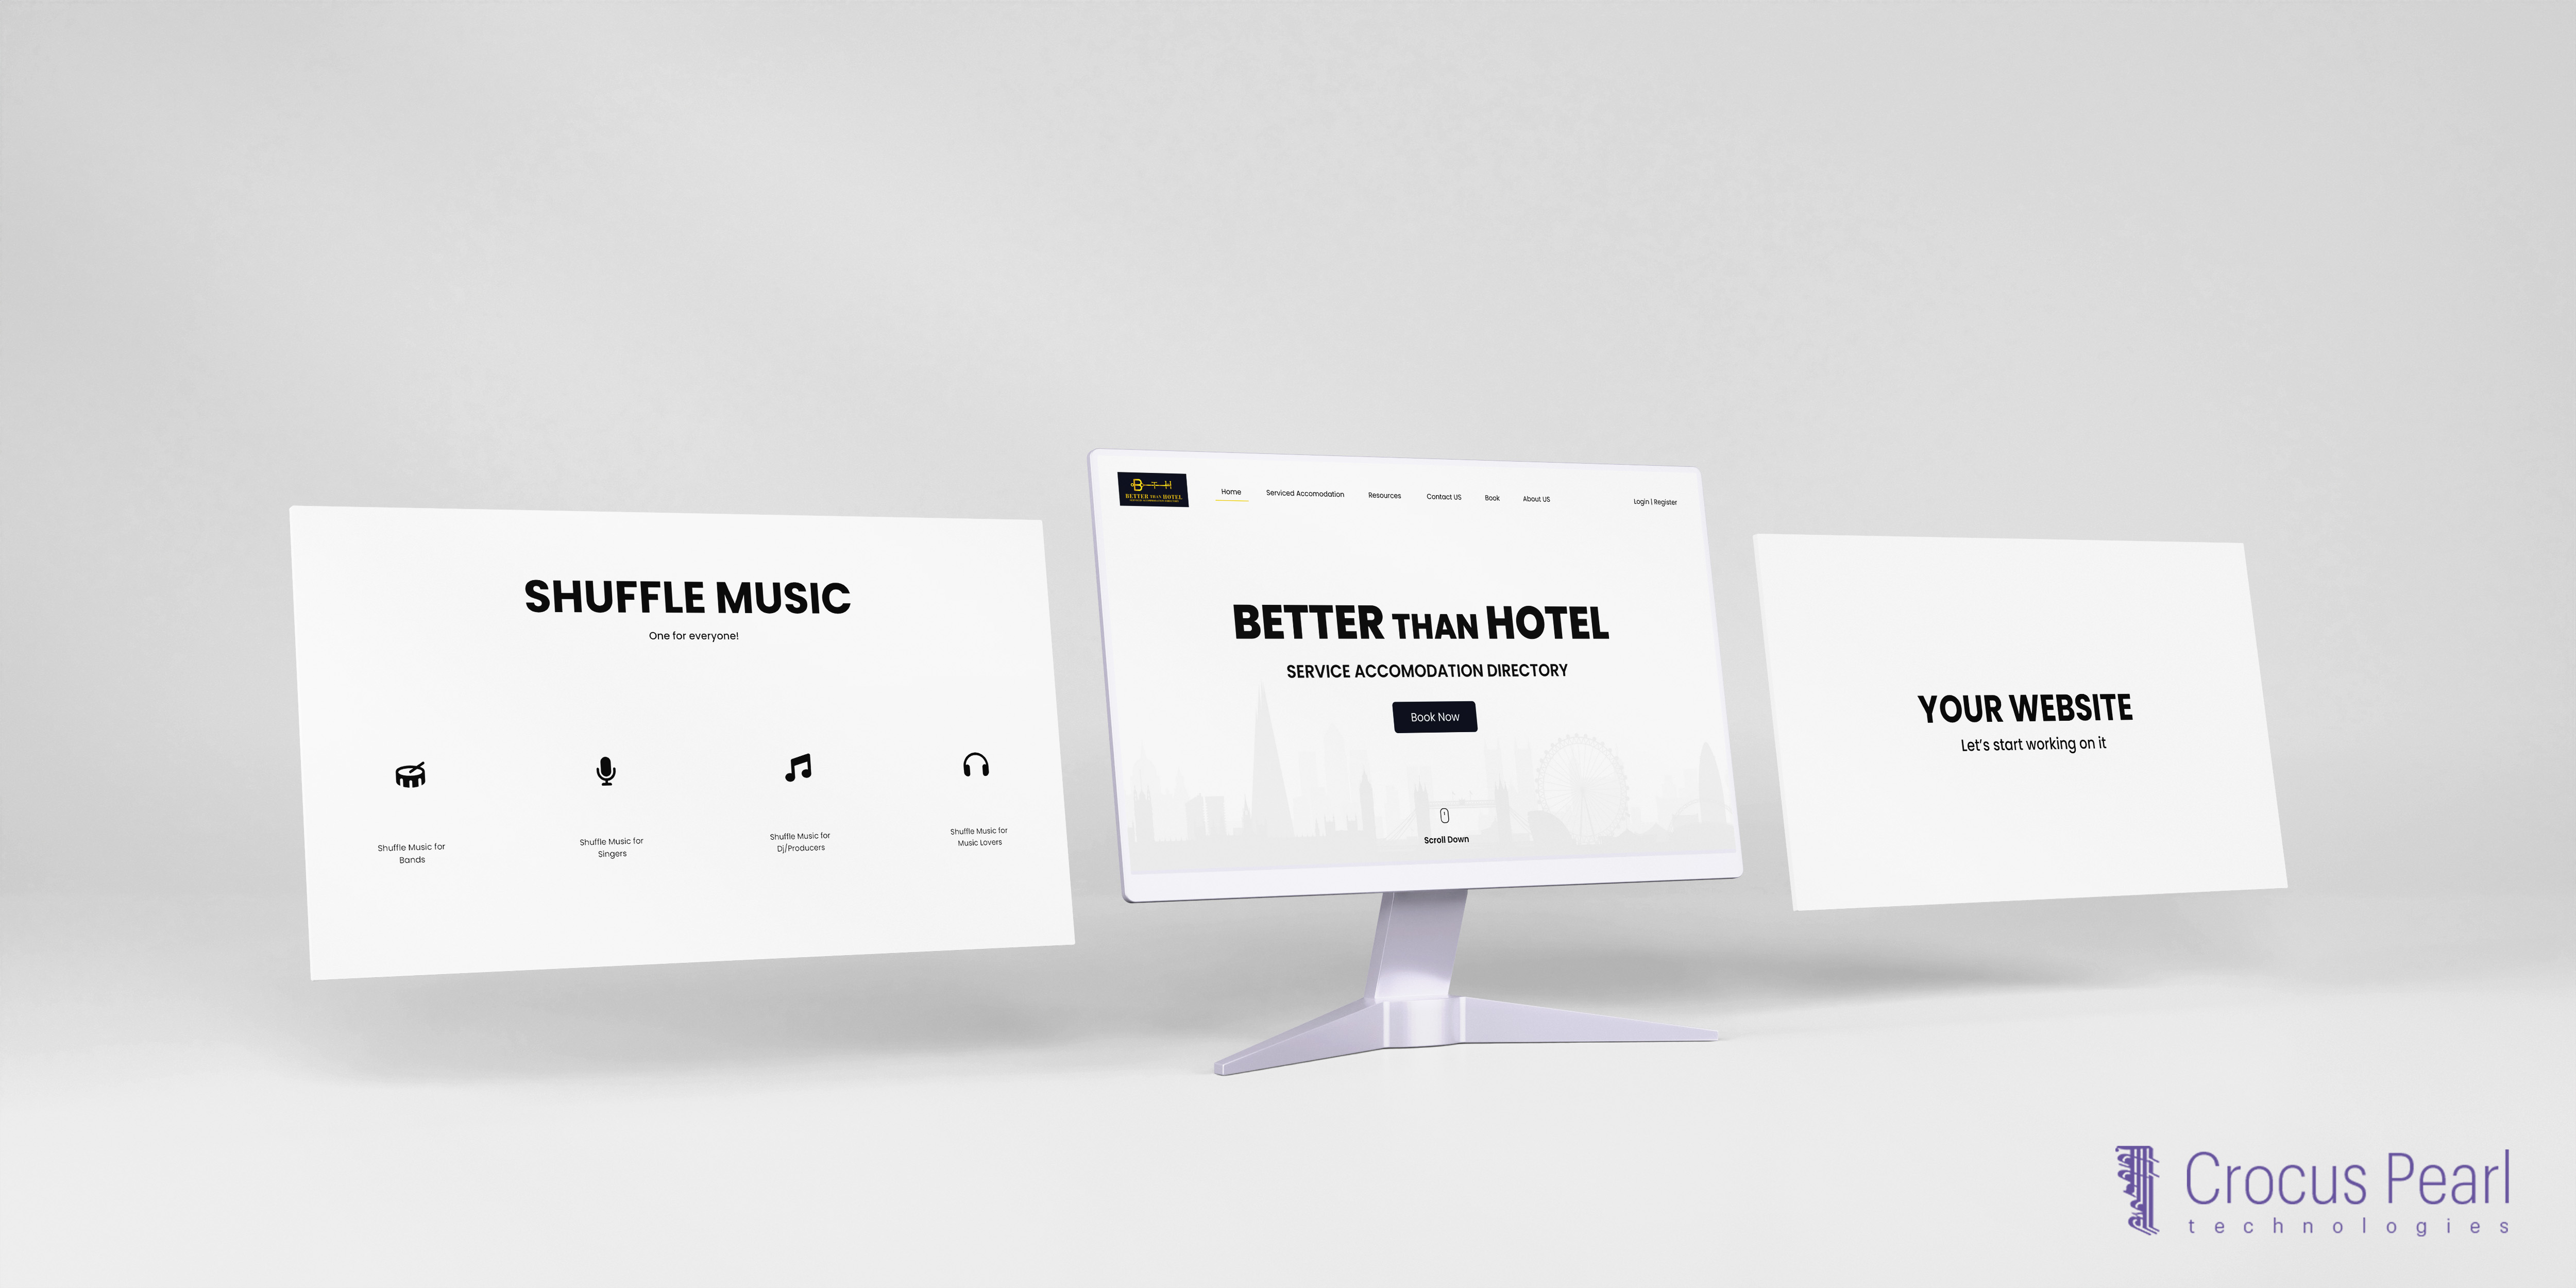 SHUFFLE MUSIC
One for everyone!
Shuffle Music for
Bands
Shuffle Music for
Singers
Shuffle Music for
Dj/Producers
Shuffle Music for
Music Lovers
B T H
BETTER THAN HOTEL
Home
Serviced Accomodation
Resources
Contact US
Book
About US
Login | Register
BETTER THAN HOTEL
SERVICE ACCOMODATION DIRECTORY
Book Now
Scroll Down
YOUR WEBSITE
Let's start working on it
Crocus Pearl
technologies